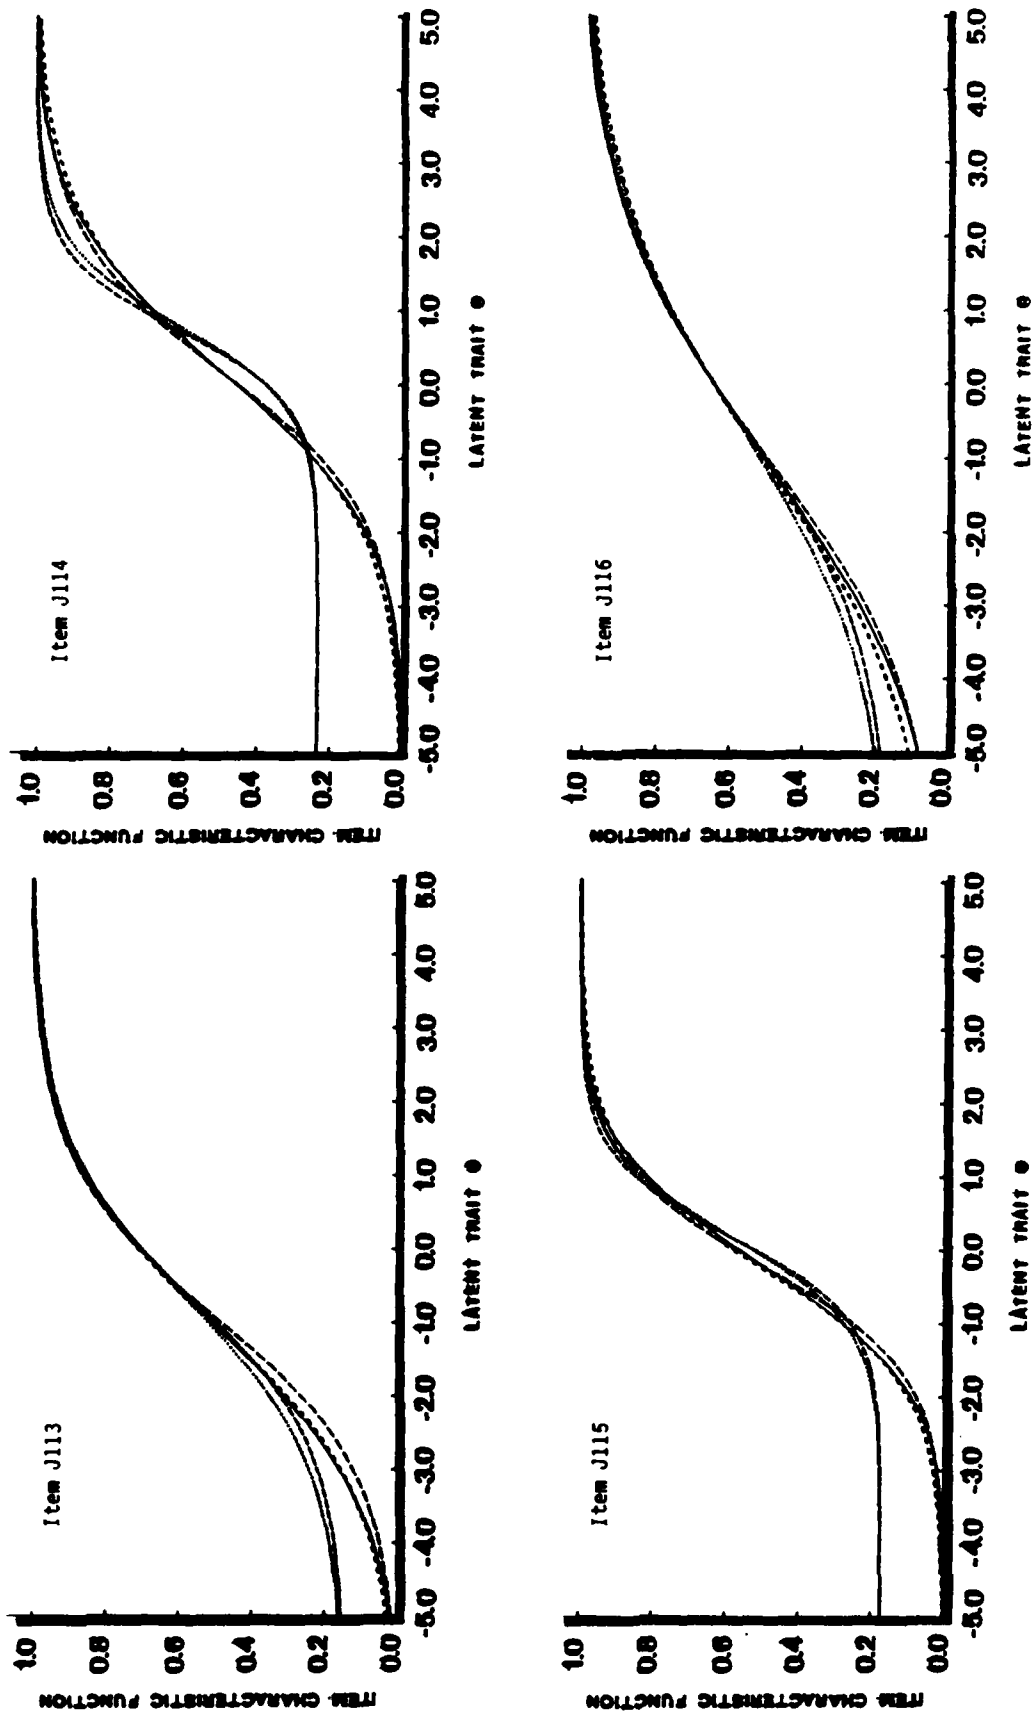 Item J113
ITEM CHARACTERISTIC FUNCTION
1.0
0.8
0.6
0.4
0.2
0.0
-5.0 -4.0 -3.0 -2.0 -1.0 0.0 1.0 2.0 3.0 4.0 5.0
LATENT TRAIT θ
Item J114
ITEM CHARACTERISTIC FUNCTION
1.0
0.8
0.6
0.4
0.2
0.0
-5.0 -4.0 -3.0 -2.0 -1.0 0.0 1.0 2.0 3.0 4.0 5.0
LATENT TRAIT θ
Item J115
ITEM CHARACTERISTIC FUNCTION
1.0
0.8
0.6
0.4
0.2
0.0
-5.0 -4.0 -3.0 -2.0 -1.0 0.0 1.0 2.0 3.0 4.0 5.0
LATENT TRAIT θ
Item J116
ITEM CHARACTERISTIC FUNCTION
1.0
0.8
0.6
0.4
0.2
0.0
-5.0 -4.0 -3.0 -2.0 -1.0 0.0 1.0 2.0 3.0 4.0 5.0
LATENT TRAIT θ